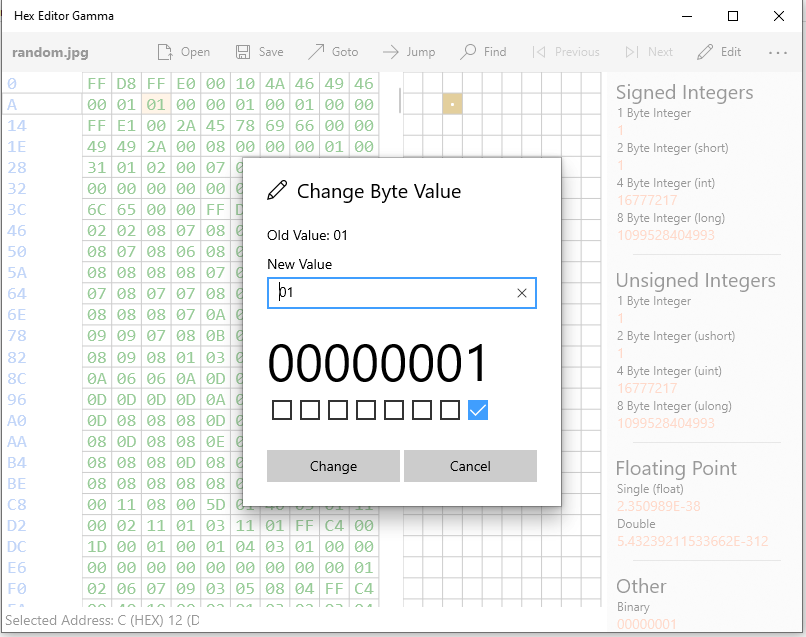 Hex Editor Gamma
random.jpg Open Save Goto Jump Find Previous Next Edit
0 FF D8 FF E0 00 10 4A 46 49 46
A 00 01 01 00 00 01 00 01 00 00
14 FF E1 00 2A 45 78 69 66 00 00
1E 49 49 2A 00 08 00 00 00 01 00
28 31 01 02 00 07
32 00 00 00 00 00
3C 6C 65 00 00 FF
46 02 02 08 07 08
50 08 07 08 06 08
5A 08 08 08 08 07
64 07 08 07 07 08
6E 08 08 08 07 0A
78 09 09 07 08 0B
82 08 09 08 01 03
8C 0A 06 06 0A 0D
96 0D 0D 0D 0D 0A
A0 0D 08 08 08 0D
AA 08 0D 08 08 0E
B4 08 08 08 0D 08
BE 08 08 08 08 08
C8 00 11 08 00 5D
D2 00 02 11 01 03 11 01 FF C4 00
DC 1D 00 01 00 01 04 03 01 00 00
E6 00 00 00 00 00 00 00 00 00 01
F0 02 06 07 09 03 05 08 04 FF C4
Selected Address: C (HEX) 12 (D
Change Byte Value
Old Value: 01
New Value
01
00000001
Change Cancel
Signed Integers
1 Byte Integer
1
2 Byte Integer (short)
1
4 Byte Integer (int)
16777217
8 Byte Integer (long)
1099528404993
Unsigned Integers
1 Byte Integer
1
2 Byte Integer (ushort)
1
4 Byte Integer (uint)
16777217
8 Byte Integer (ulong)
1099528404993
Floating Point
Single (float)
2.350989E-38
Double
5.43239211533662E-312
Other
Binary
00000001